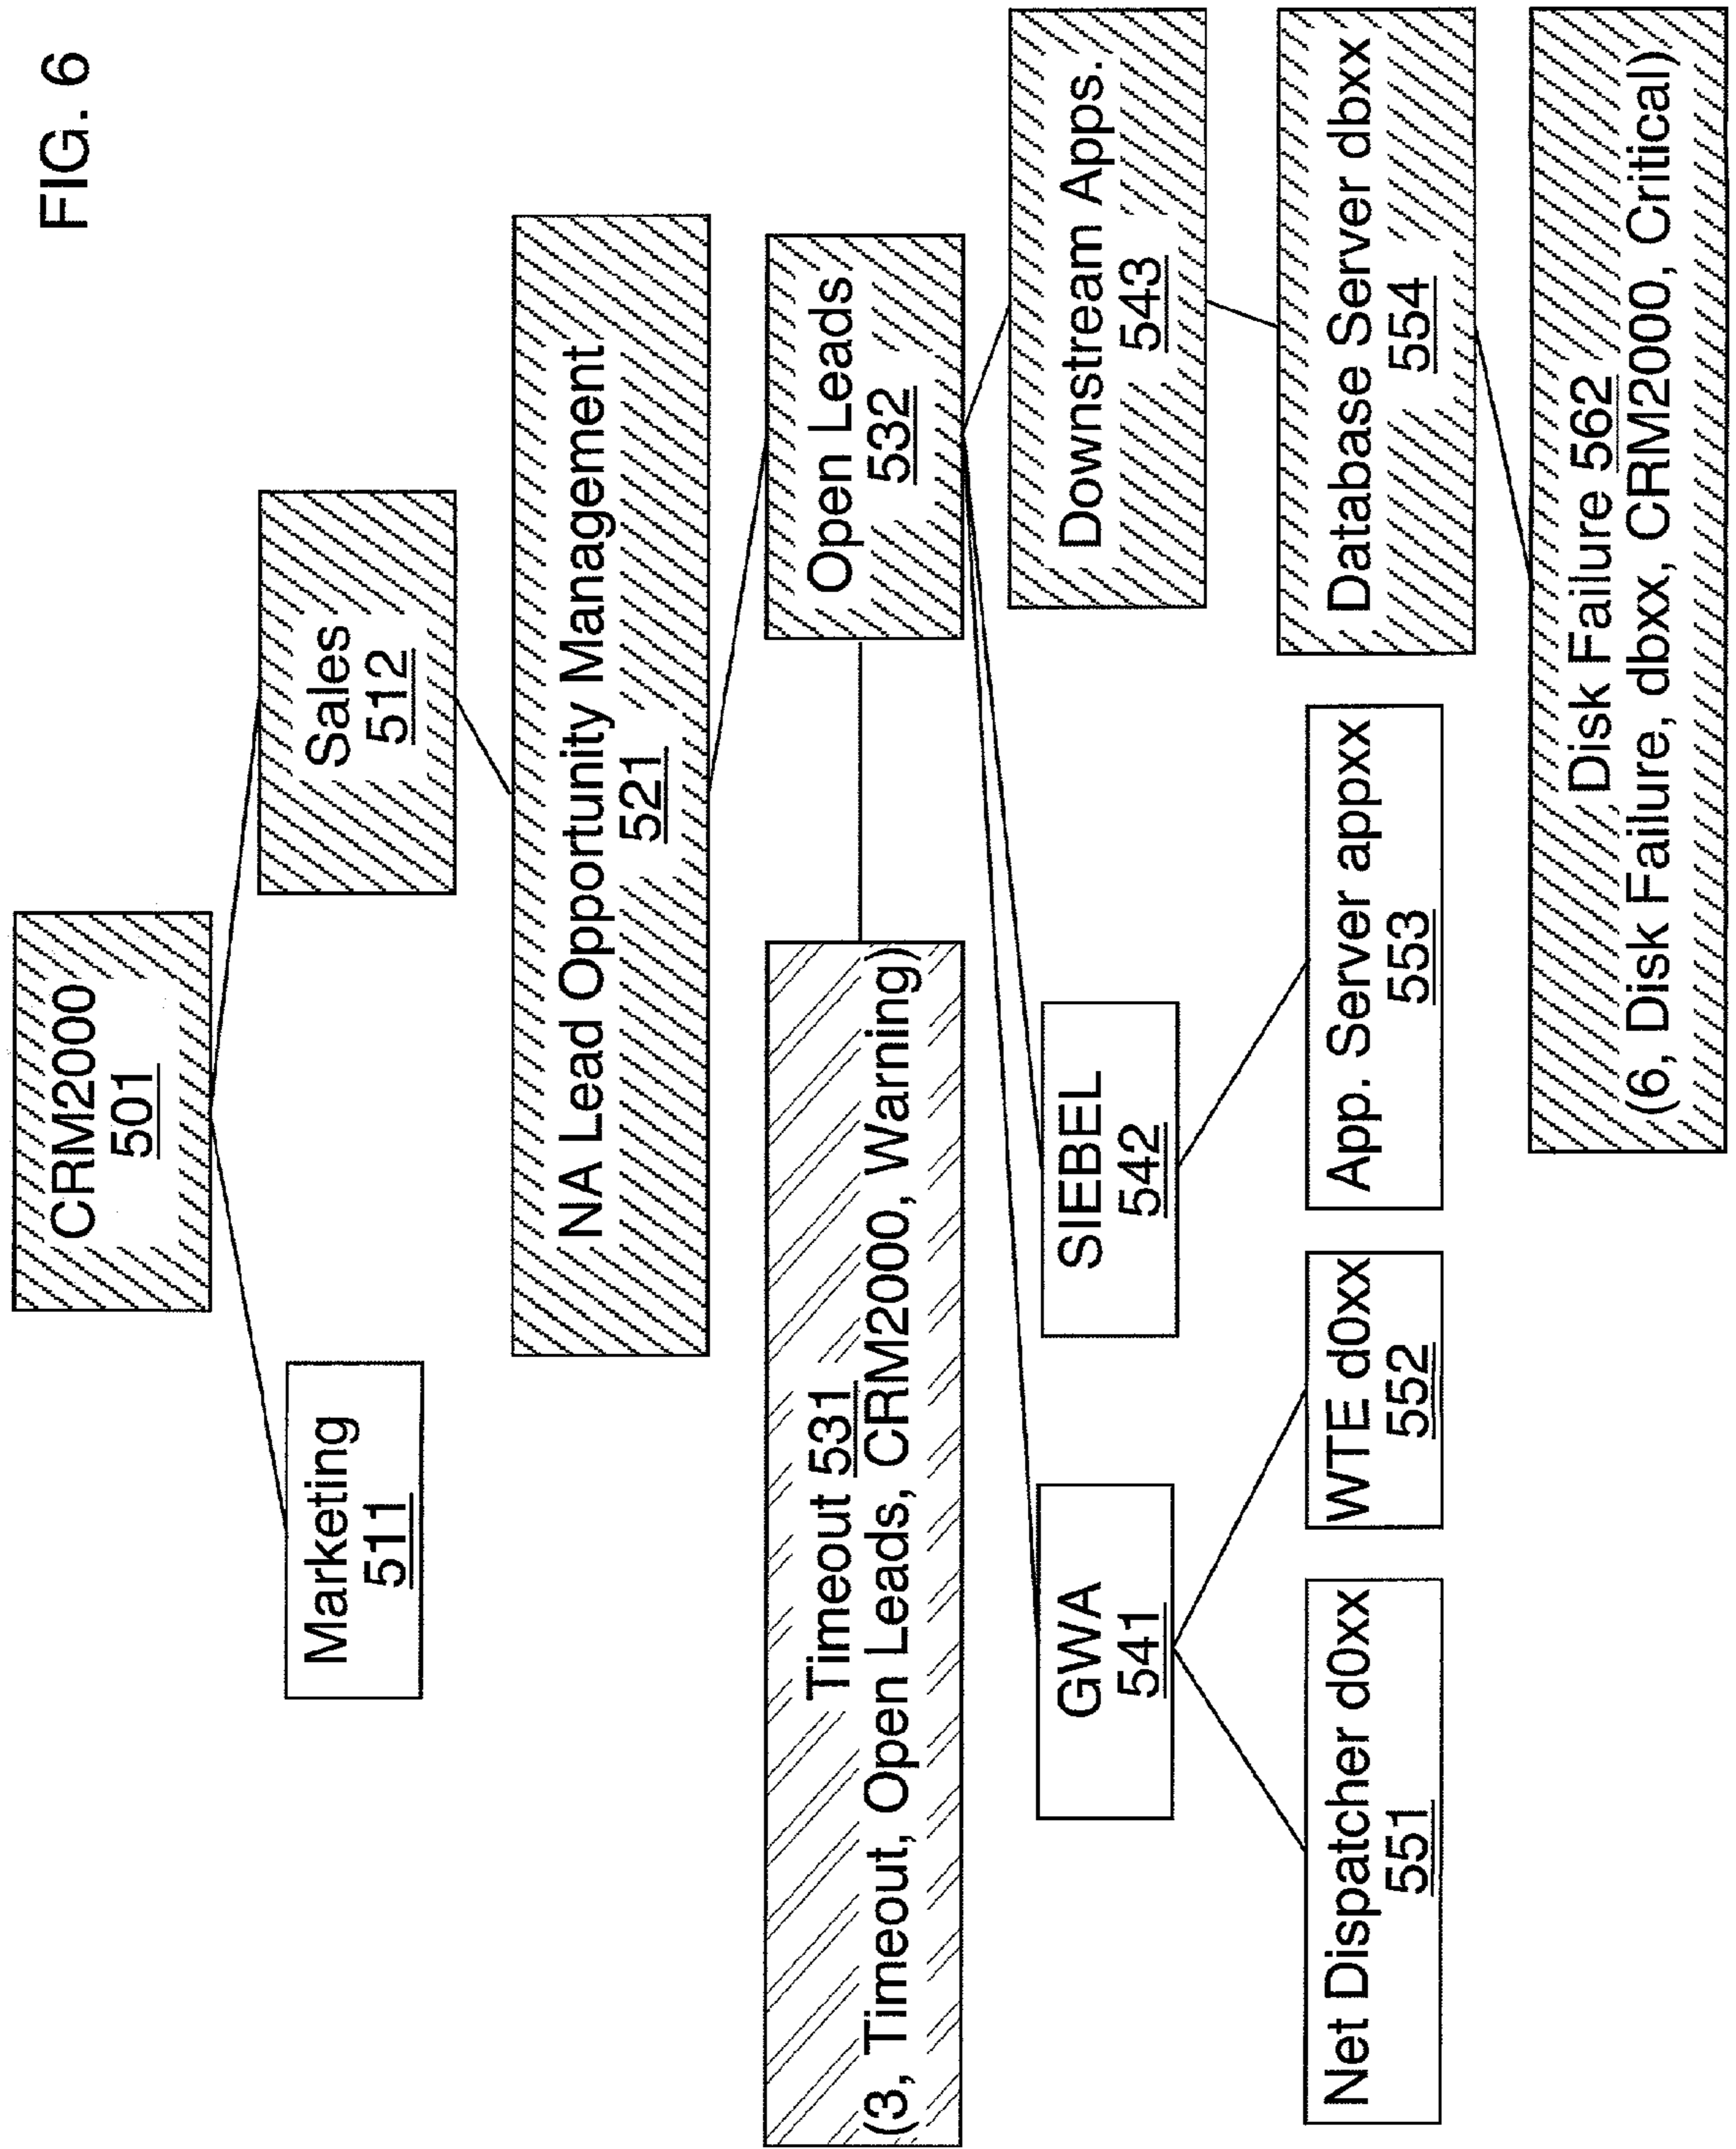 FIG. 6
CRM2000
501
Marketing
511
Sales
512
NA Lead Opportunity Management
521
Timeout 531
(3, Timeout, Open Leads, CRM2000, Warning)
Open Leads
532
GWA
541
SIEBEL
542
Downstream Apps.
543
Net Dispatcher d0xx
551
WTE d0xx
552
App. Server appxx
553
Database Server dbxx
554
Disk Failure 562
(6, Disk Failure, dbxx, CRM2000, Critical)